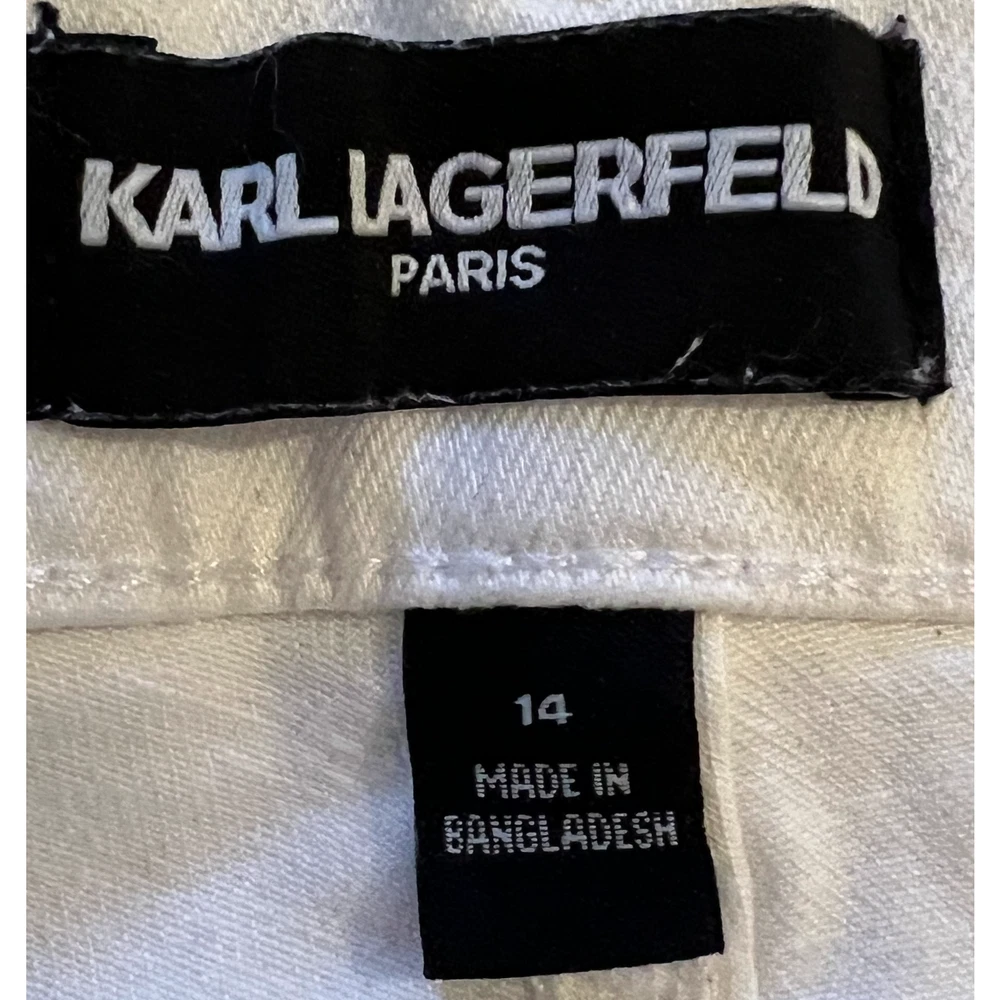 KARL LAGERFELD
PARIS
14
MADE IN
BANGLADESH